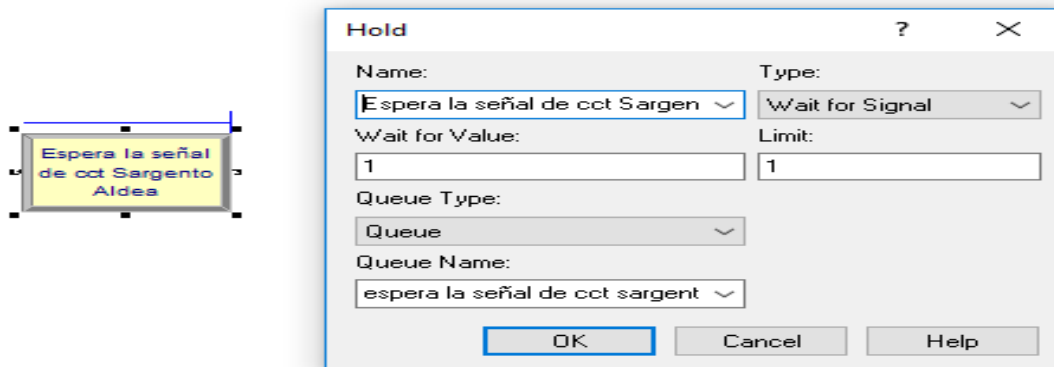 Espera la señal
de cct Sargento
Aldea
Hold
?
Name:
Type:
Espera la señal de cct Sargen
Wait for Signal
Wait for Value:
Limit:
1
1
Queue Type:
Queue
Queue Name:
espera la señal de cct sargent
OK
Cancel
Help